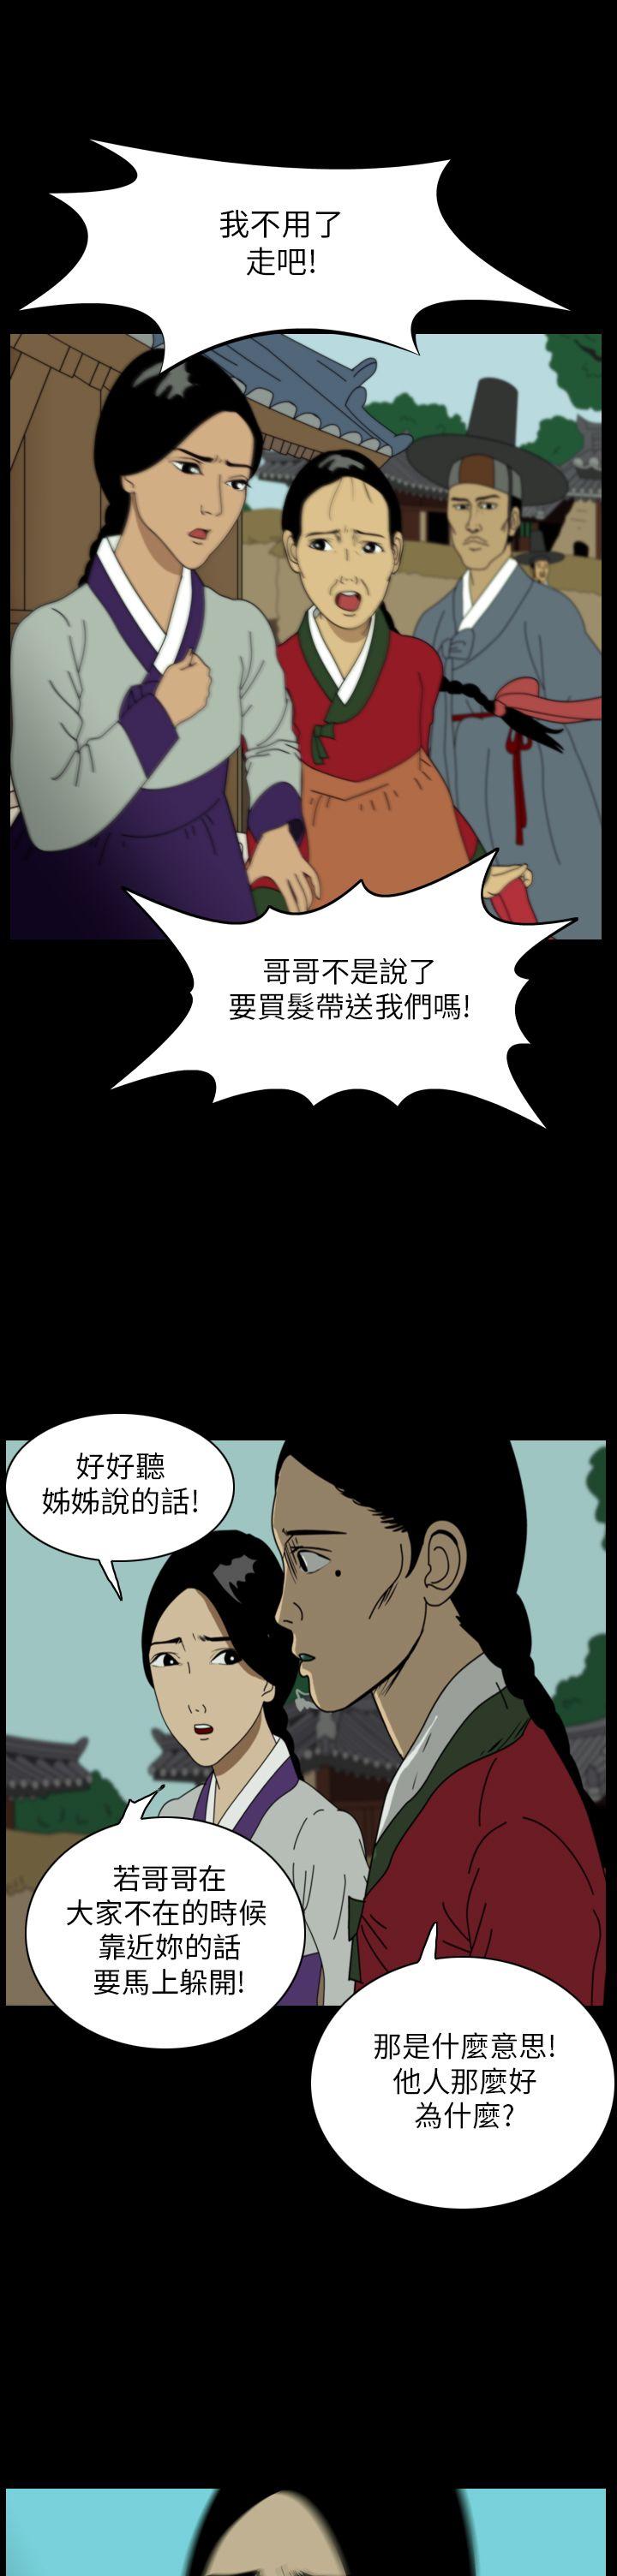 我不用了
走吧!
哥哥不是說了
要買髮帶送我們嗎!
好好聽
姊姊說的話!
若哥哥在
大家不在的時候
靠近妳的話
要馬上躲開!
那是什麼意思!
他人那麼好
為什麼?